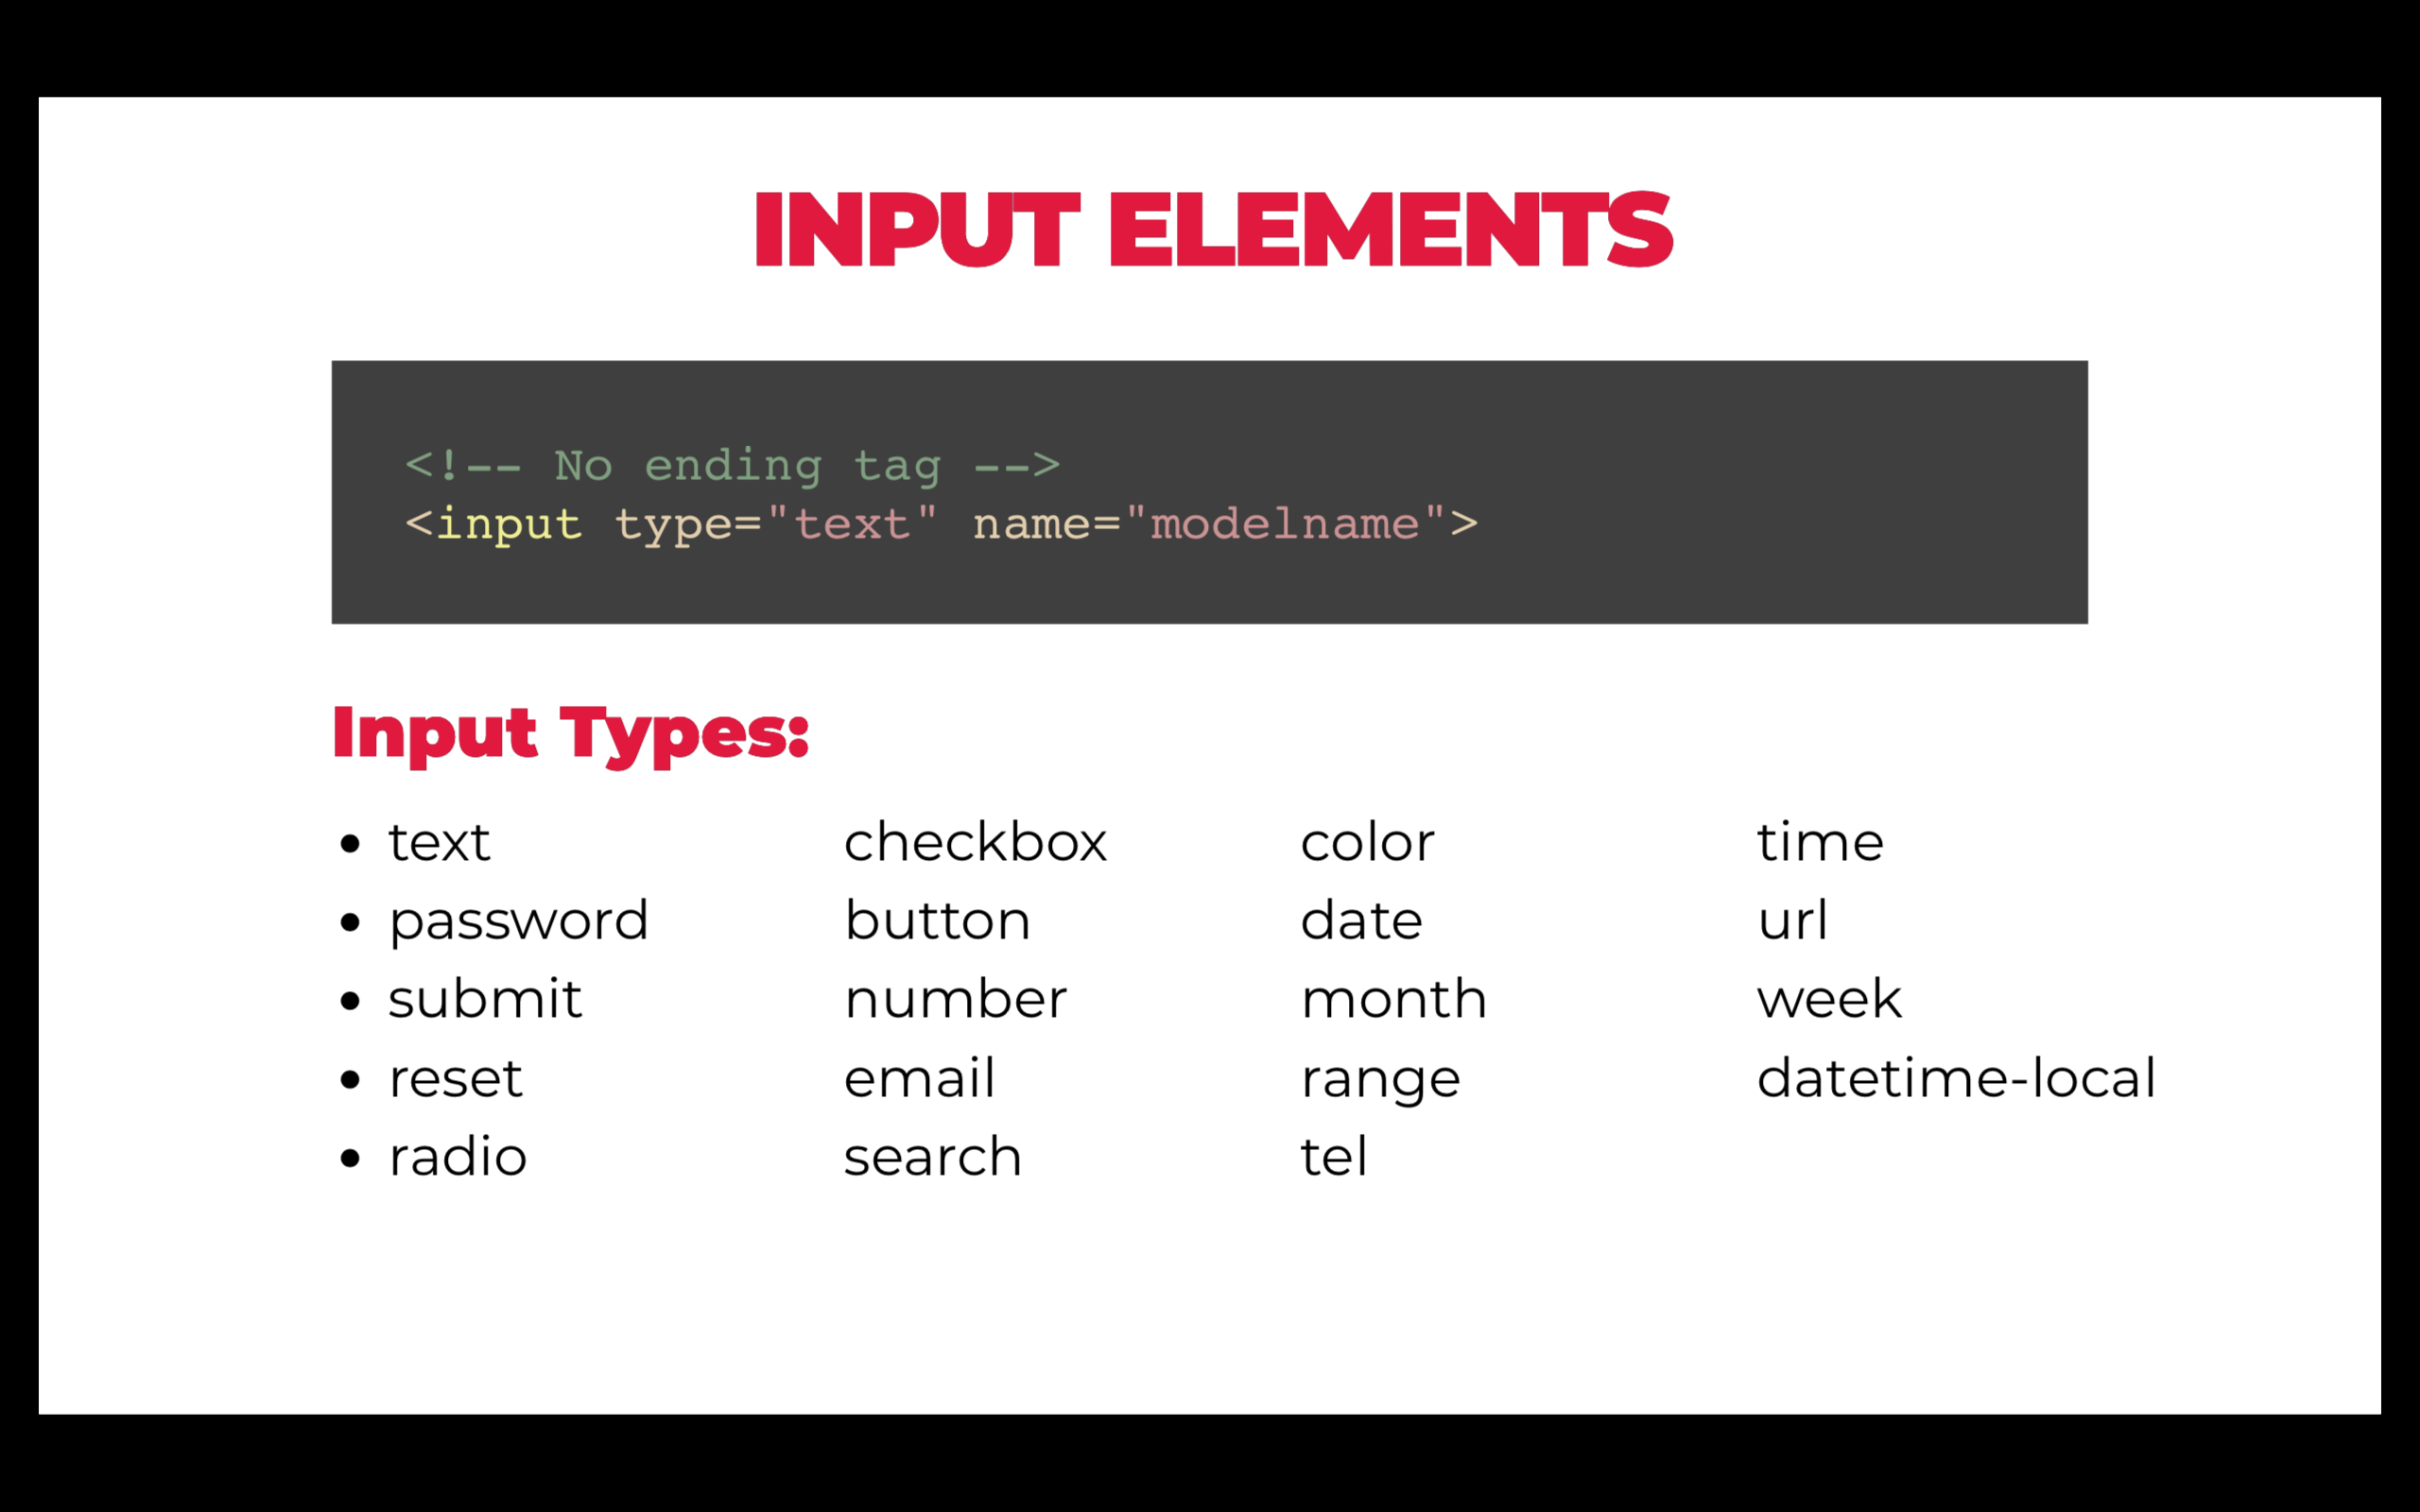 INPUT ELEMENTS
<!-- No ending tag -->
<input type="text" name="modelname">
Input Types:
text checkbox color time
password button date url
submit number month week
reset email range datetime-local
radio search tel